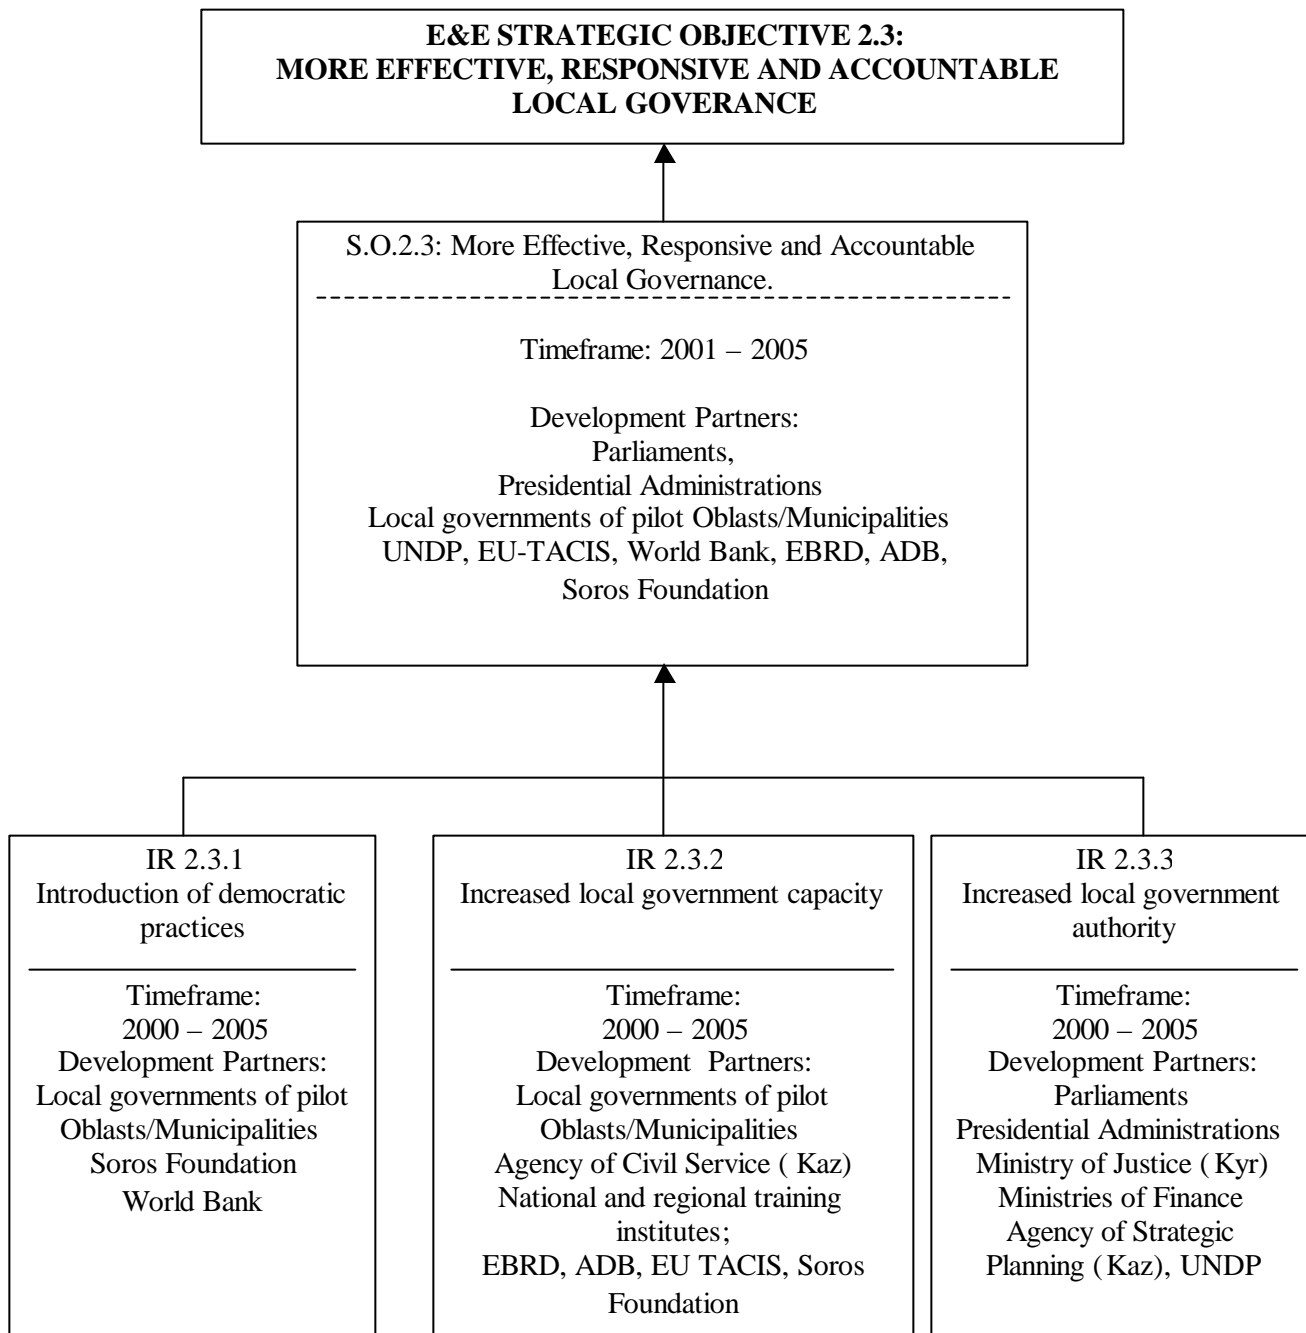 E&E STRATEGIC OBJECTIVE 2.3:
MORE EFFECTIVE, RESPONSIVE AND ACCOUNTABLE
LOCAL GOVERANCE
S.O.2.3: More Effective, Responsive and Accountable
Local Governance.
Timeframe: 2001 – 2005
Development Partners:
Parliaments,
Presidential Administrations
Local governments of pilot Oblasts/Municipalities
UNDP, EU-TACIS, World Bank, EBRD, ADB,
Soros Foundation
IR 2.3.1
Introduction of democratic
practices
Timeframe:
2000 – 2005
Development Partners:
Local governments of pilot
Oblasts/Municipalities
Soros Foundation
World Bank
IR 2.3.2
Increased local government capacity
Timeframe:
2000 – 2005
Development Partners:
Local governments of pilot
Oblasts/Municipalities
Agency of Civil Service ( Kaz)
National and regional training
institutes;
EBRD, ADB, EU TACIS, Soros
Foundation
IR 2.3.3
Increased local government
authority
Timeframe:
2000 – 2005
Development Partners:
Parliaments
Presidential Administrations
Ministry of Justice ( Kyr)
Ministries of Finance
Agency of Strategic
Planning ( Kaz), UNDP